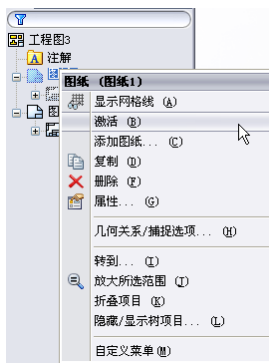 工程图3
A 注解
图纸 (图纸1)
显示网格线 (A)
激活 (B)
添加图纸... (C)
复制 (D)
删除 (F)
属性... (G)
几何关系/捕捉选项... (H)
转到... (I)
放大所选范围 (J)
折叠项目 (K)
隐藏/显示树项目... (L)
自定义菜单(M)